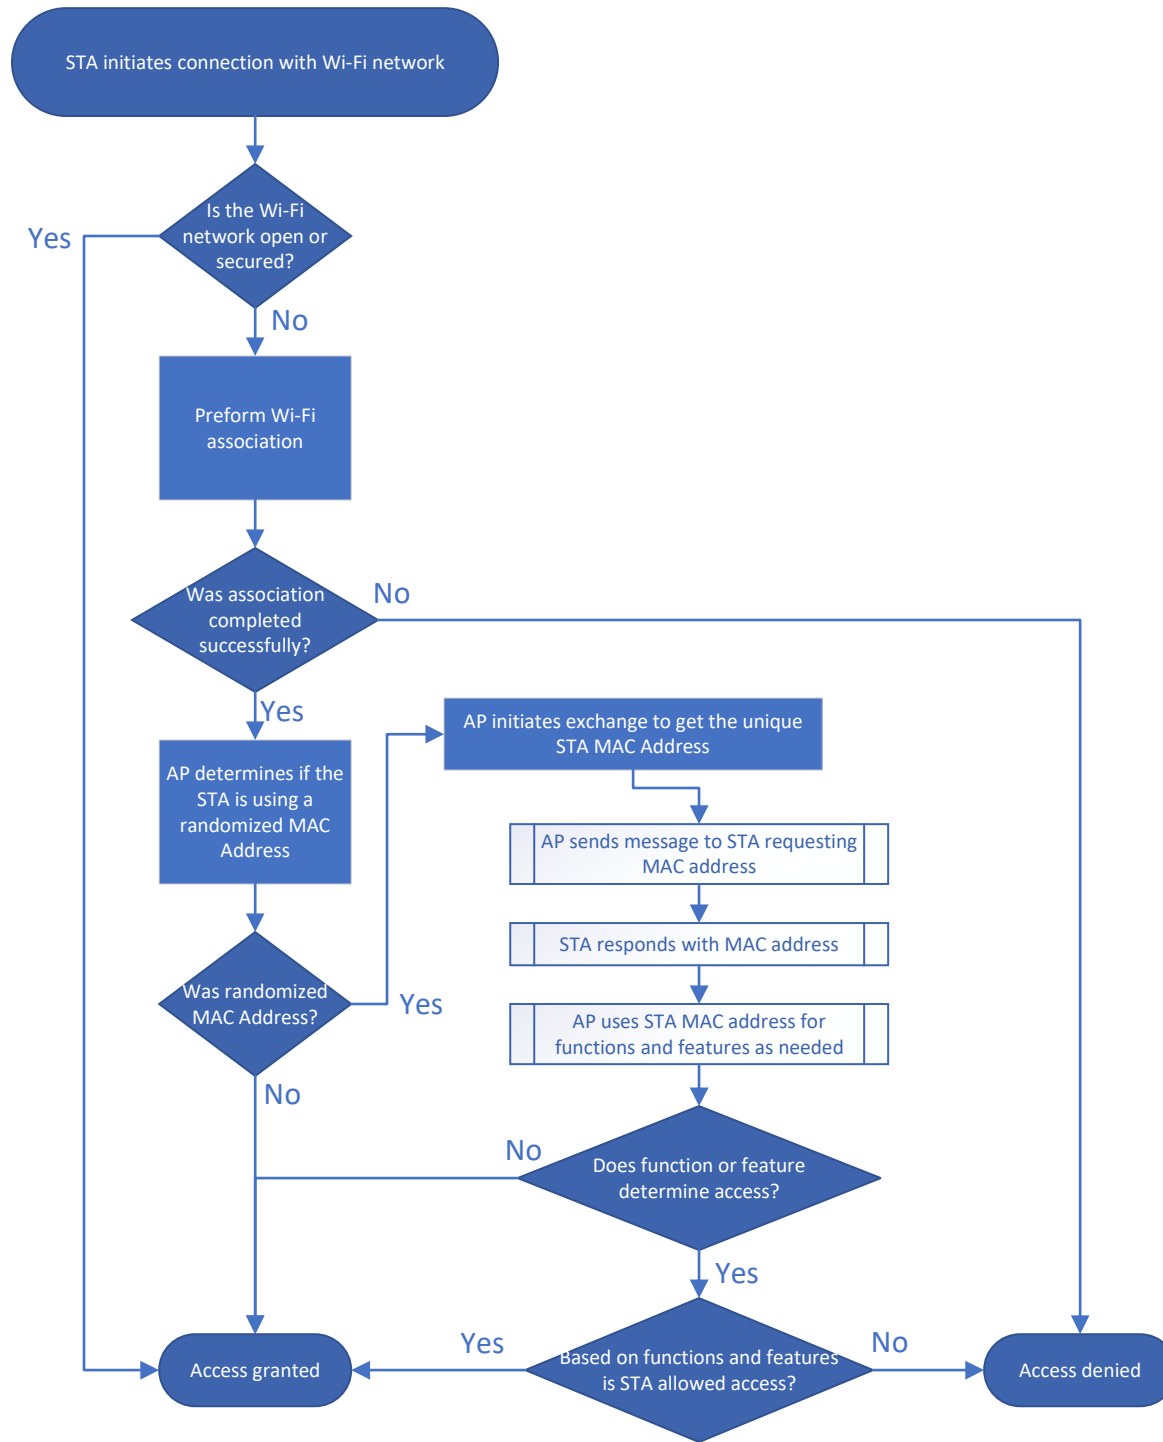 STA initiates connection with Wi-Fi network
Is the Wi-Fi
network open or
secured?
Yes
No
Preform Wi-Fi
association
Was association
completed
successfully?
No
Yes
AP determines if the
STA is using a
randomized MAC
Address
Was randomized
MAC Address?
Yes
No
AP initiates exchange to get the unique
STA MAC Address
AP sends message to STA requesting
MAC address
STA responds with MAC address
AP uses STA MAC address for
functions and features as needed
Does function or feature
determine access?
No
Yes
Based on functions and features
is STA allowed access?
Yes
No
Access granted
Access denied